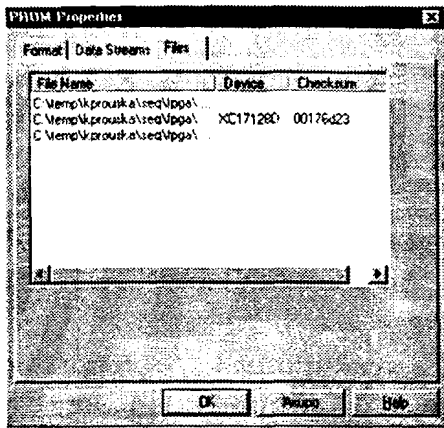 PROM Properties
Format Data Streams Files
File Name Device Checksum
C:\temp\kprouska\seq\fpga\ ...
C:\temp\kprouska\seq\fpga\ ... XC17128D 00176d23
C:\temp\kprouska\seq\fpga\ ...
OK Help